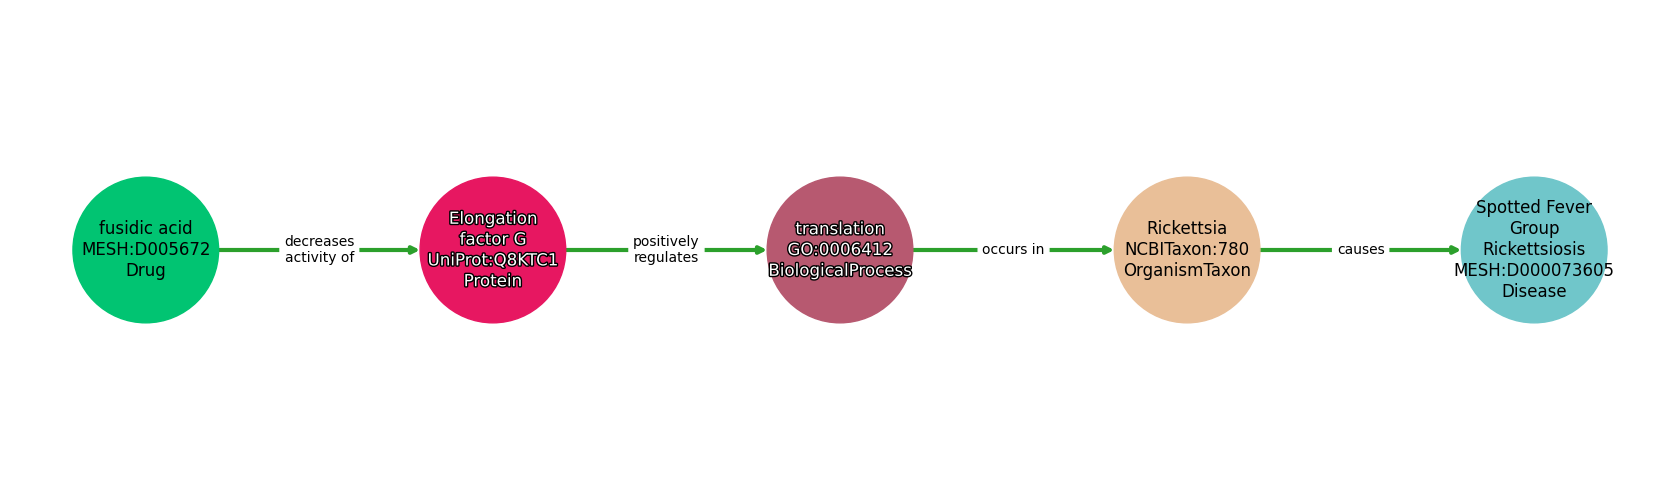 fusidic acid
MESH:D005672
Drug
decreases
activity of
Elongation
factor G
UniProt:Q8KTC1
Protein
positively
regulates
translation
GO:0006412
BiologicalProcess
occurs in
Rickettsia
NCBITaxon:780
OrganismTaxon
causes
Spotted Fever
Group
Rickettsiosis
MESH:D000073605
Disease